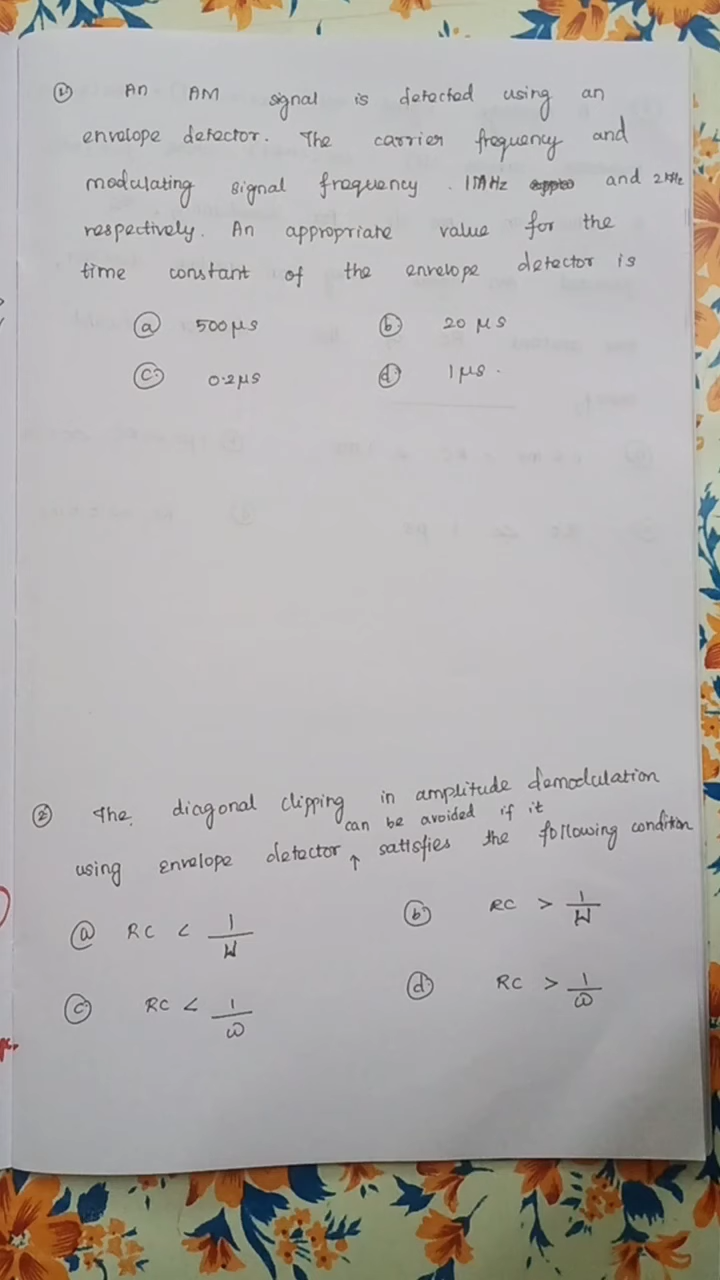 ① An AM signal is detected using an
envelope detector. The carrier frequency and
modulating signal frequency . 1MHz and 2kHz
respectively. An appropriate value for the
time constant of the envelope detector is
ⓐ 500μs ⓑ 20 μs
ⓒ 0.2μs ⓓ 1μs.
② The diagonal clipping in amplitude demodulation
can be avoided if it
using envelope detector ↑ satisfies the following condition
ⓐ RC < 1/W ⓑ RC > 1/W
ⓒ RC < 1/ω ⓓ RC > 1/ω